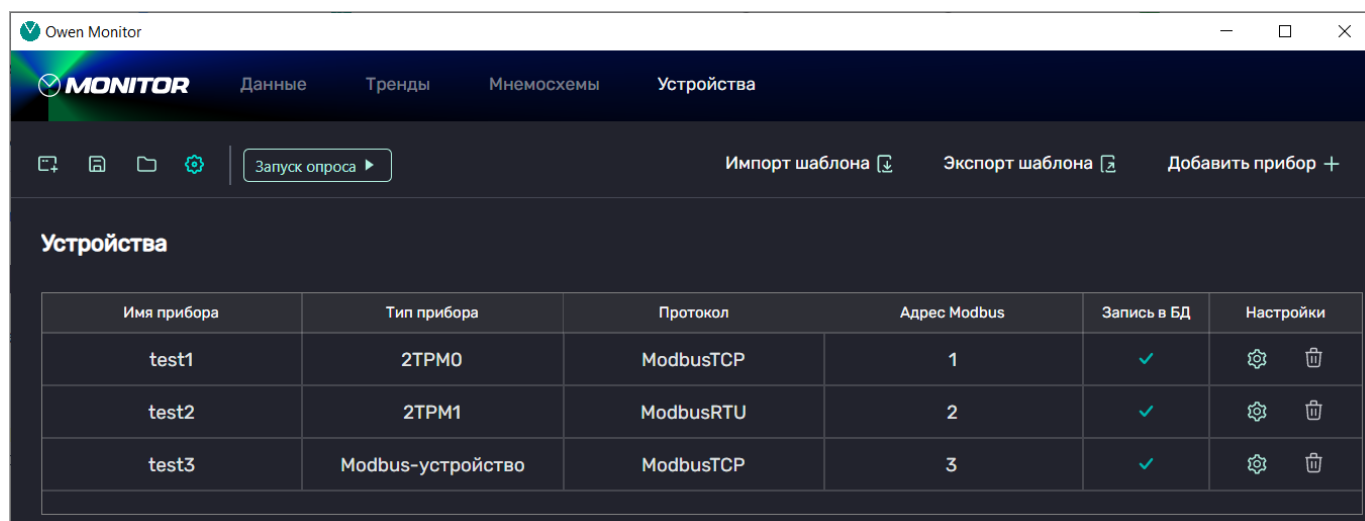 Owen Monitor
MONITOR Данные Тренды Мнемосхемы Устройства
Запуск опроса Импорт шаблона Экспорт шаблона Добавить прибор
Устройства
Имя прибора Тип прибора Протокол Адрес Modbus Запись в БД Настройки
test1 2ТРМ0 ModbusTCP 1
test2 2ТРМ1 ModbusRTU 2
test3 Modbus-устройство ModbusTCP 3